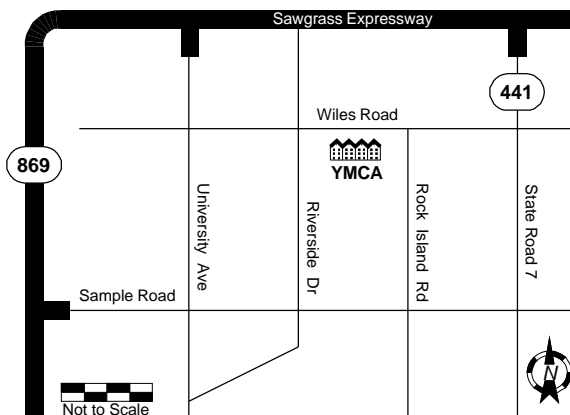 Sawgrass Expressway
441
Wiles Road
869
YMCA
University Ave
Riverside Dr
Rock Island Rd
State Road 7
Sample Road
N
Not to Scale